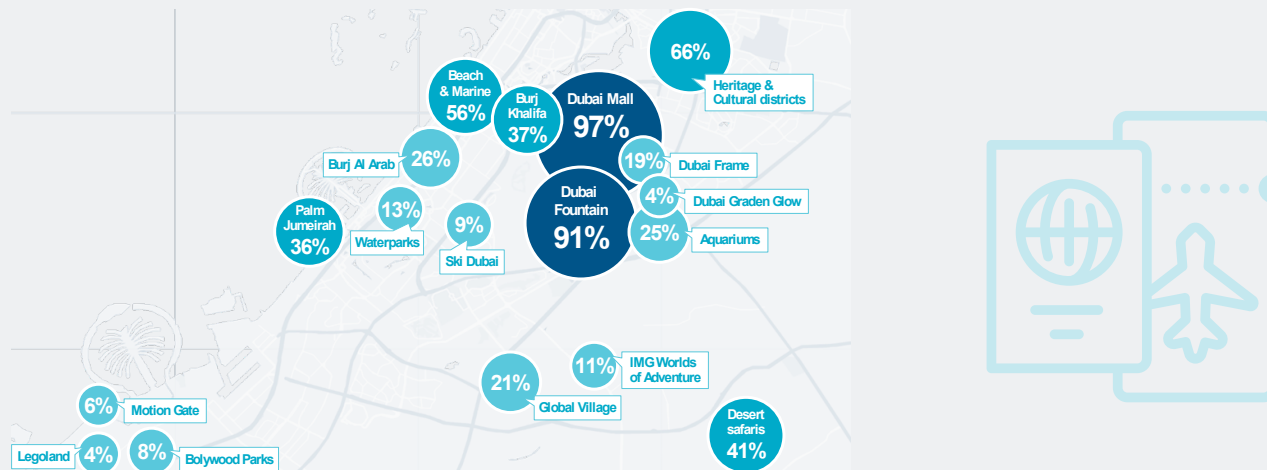 66%
Heritage &
Cultural districts
Beach
& Marine
56%
Burj
Khalifa
37%
Dubai Mall
97%
Burj Al Arab
26%
19%
Dubai Frame
Dubai
Fountain
91%
4%
Dubai Graden Glow
25%
Aquariums
Palm
Jumeirah
36%
13%
Waterparks
9%
Ski Dubai
11%
IMG Worlds
of Adventure
21%
Global Village
6%
Motion Gate
Desert
safaris
41%
Legoland
4%
8%
Bolywood Parks